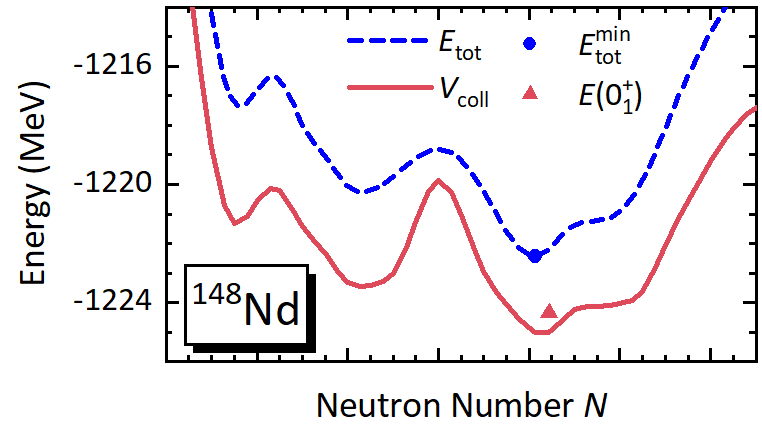 -1216
-1220
-1224
Energy (MeV)
E_tot
E_tot^min
V_coll
E(0_1^+)
^148Nd
Neutron Number N